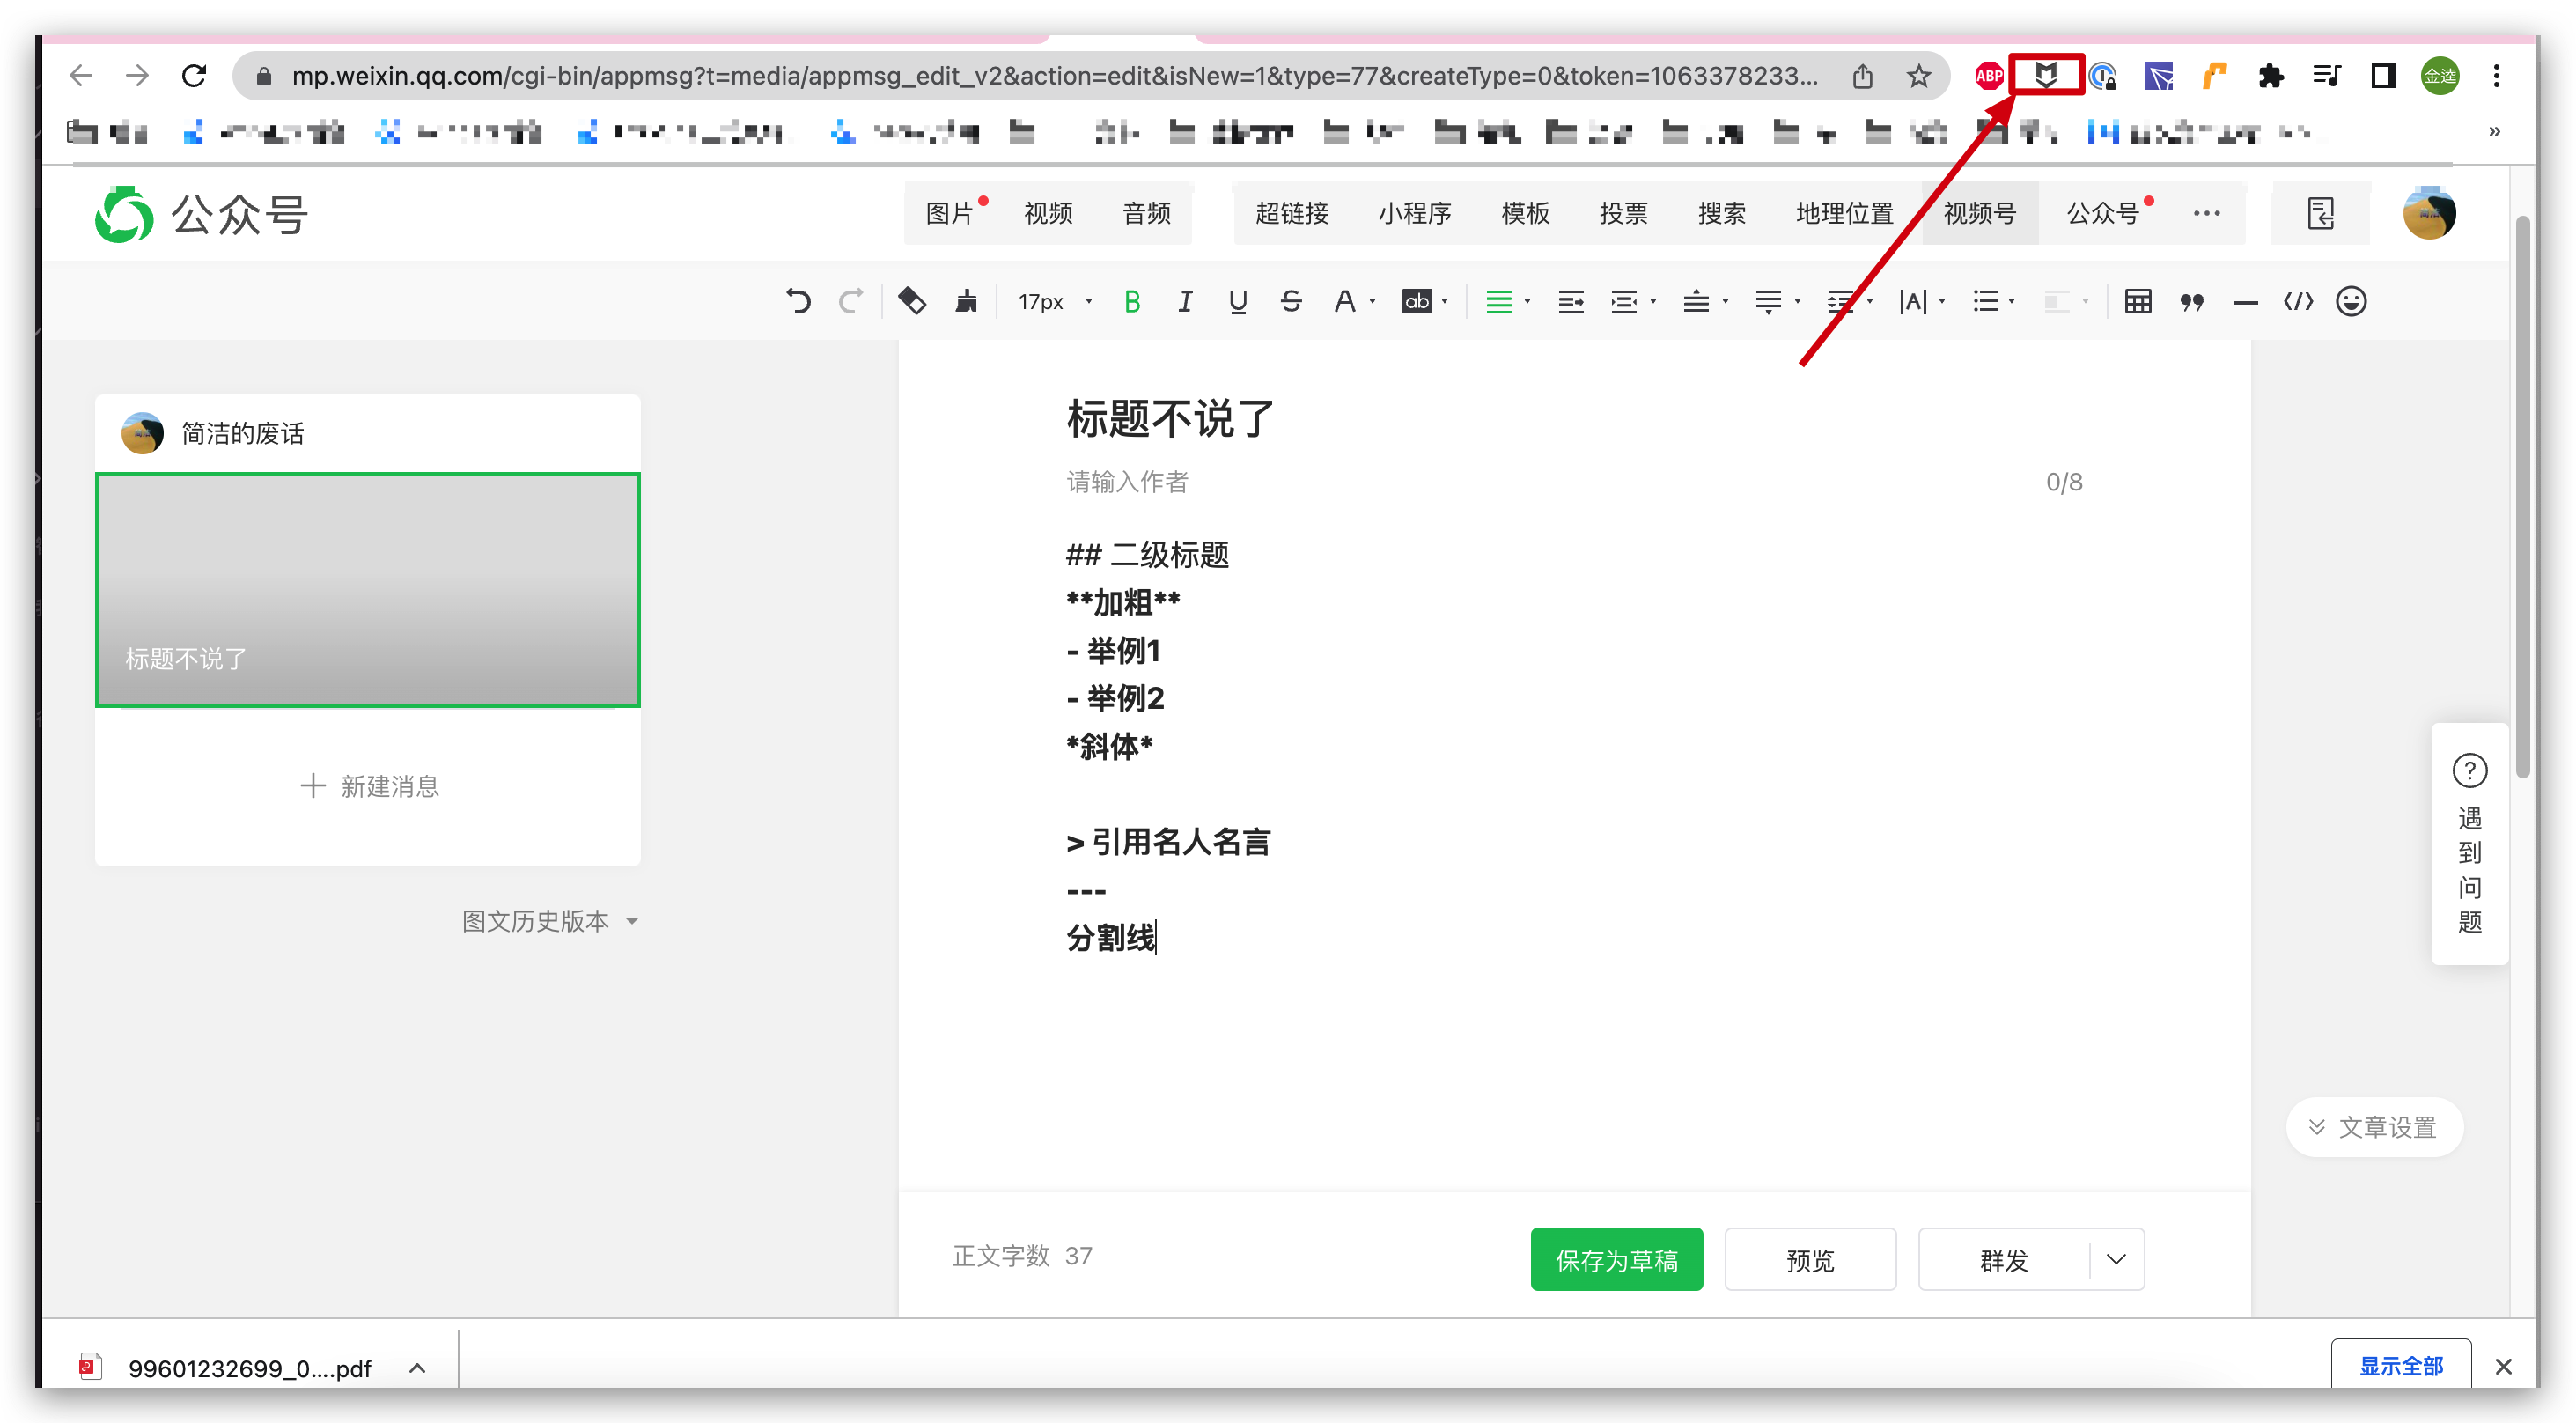 mp.weixin.qq.com/cgi-bin/appmsg?t=media/appmsg_edit_v2&action=edit&isNew=1&type=77&createType=0&token=1063378233...
ABP
金逵
»
公众号
图片 视频 音频 超链接 小程序 模板 投票 搜索 地理位置 视频号 公众号 ...
17px B I U S A ab |A|
简洁的废话
标题不说了
+ 新建消息
图文历史版本
标题不说了
请输入作者 0/8
## 二级标题
**加粗**
- 举例1
- 举例2
*斜体*
> 引用名人名言
---
分割线
遇到问题
文章设置
正文字数 37
保存为草稿 预览 群发
99601232699_0....pdf
显示全部